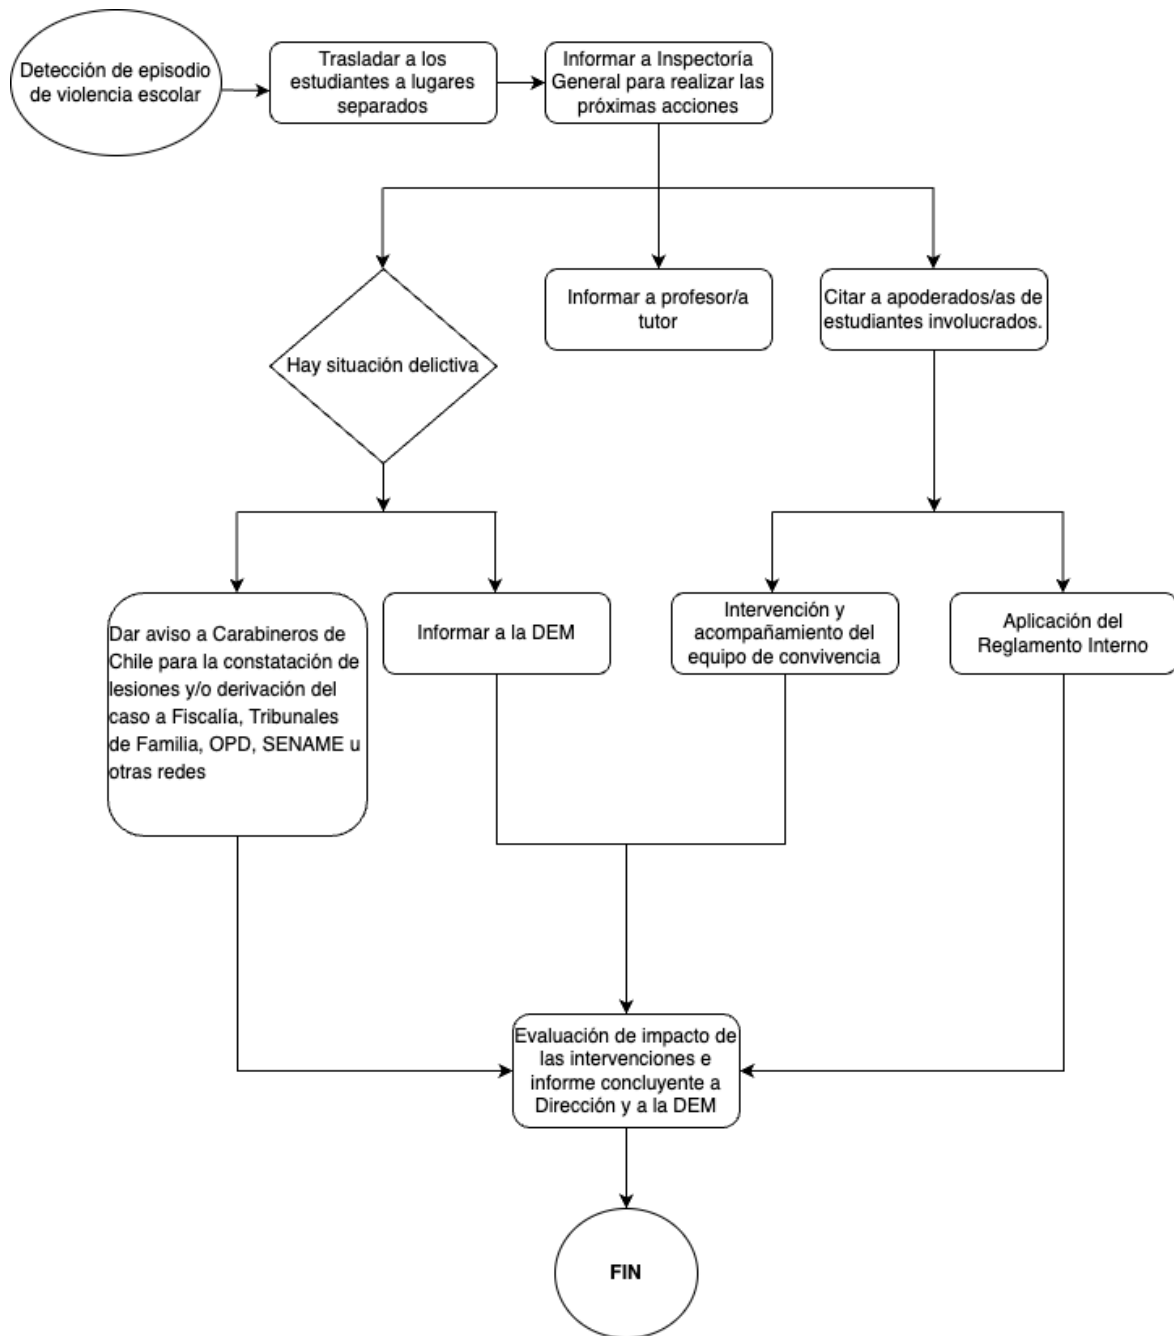 Detección de episodio
de violencia escolar
Trasladar a los
estudiantes a lugares
separados
Informar a Inspectoría
General para realizar las
próximas acciones
Hay situación delictiva
Informar a profesor/a
tutor
Citar a apoderados/as de
estudiantes involucrados.
Dar aviso a Carabineros de
Chile para la constatación de
lesiones y/o derivación del
caso a Fiscalía, Tribunales
de Familia, OPD, SENAME u
otras redes
Informar a la DEM
Intervención y
acompañamiento del
equipo de convivencia
Aplicación del
Reglamento Interno
Evaluación de impacto de
las intervenciones e
informe concluyente a
Dirección y a la DEM
FIN